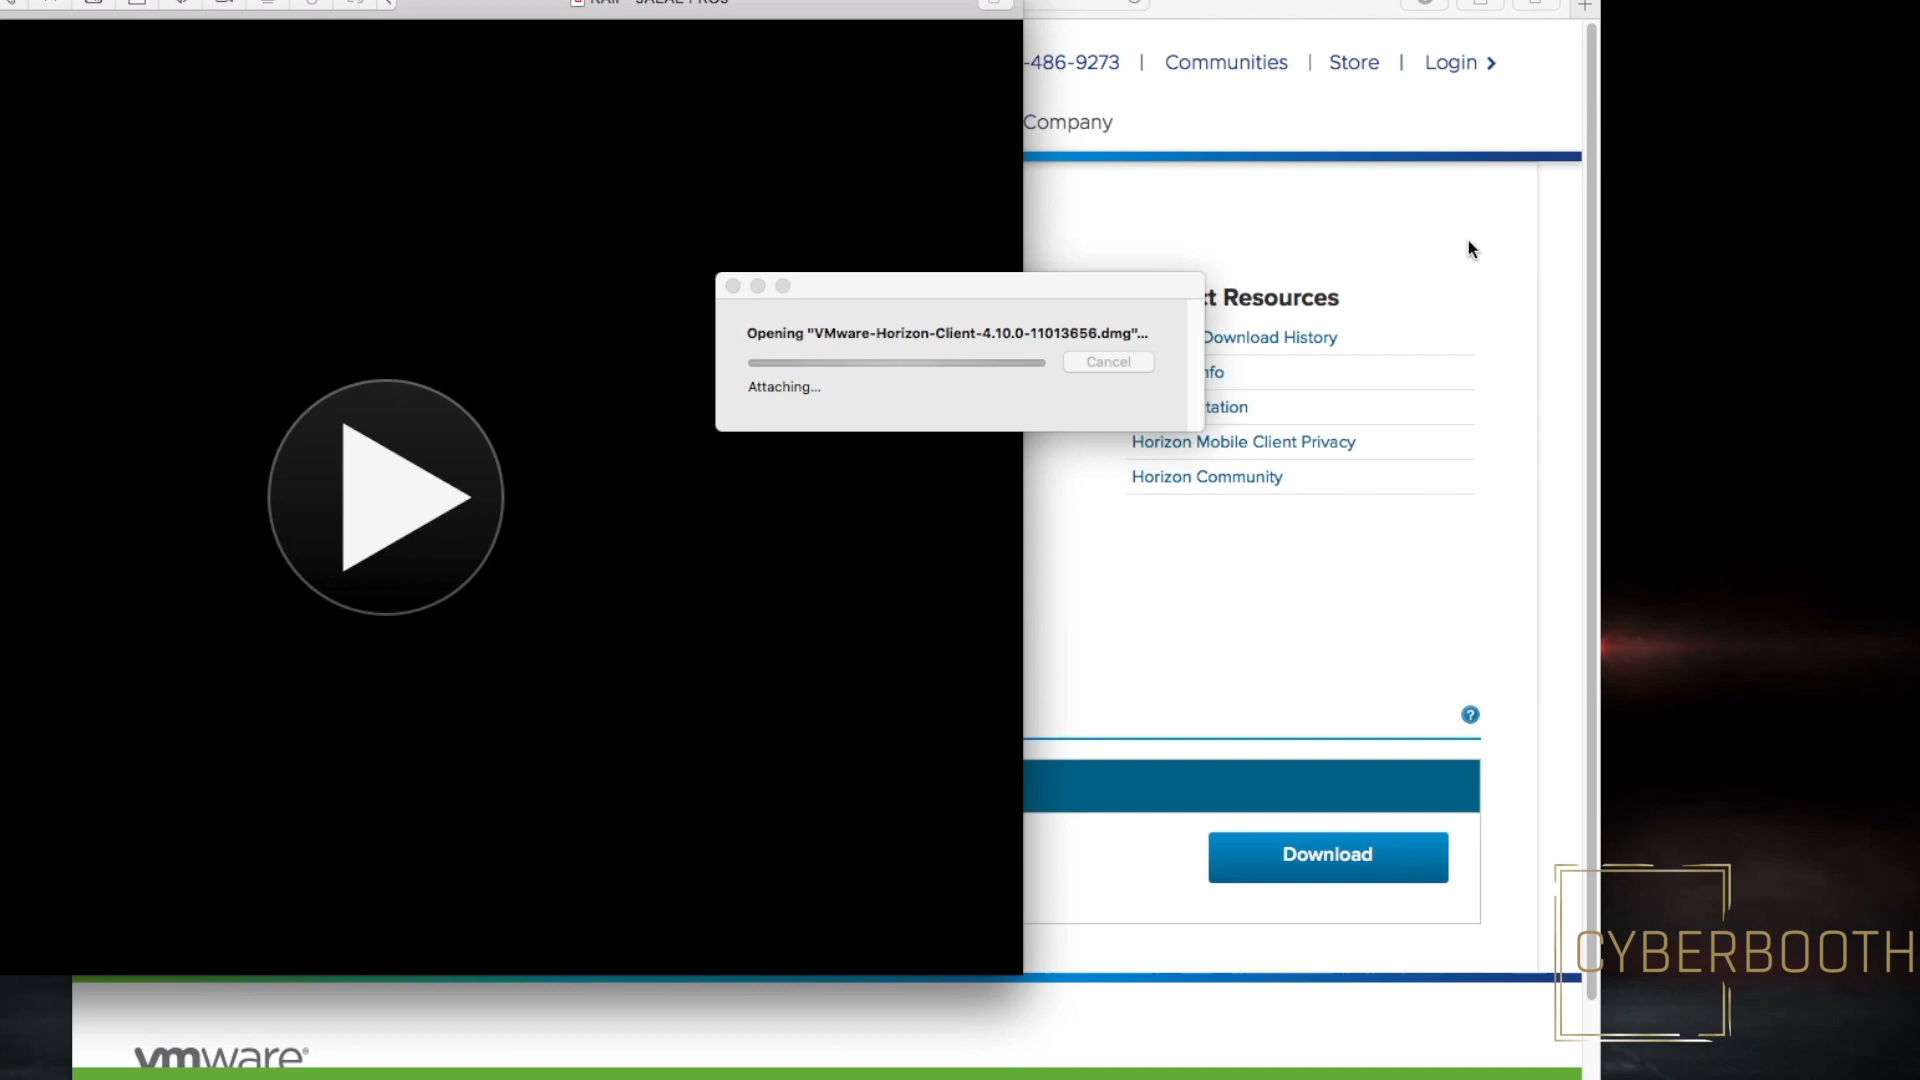 -486-9273 | Communities | Store | Login
Company
Opening "VMware-Horizon-Client-4.10.0-11013656.dmg"...
Cancel
Attaching...
t Resources
Download History
nfo
tation
Horizon Mobile Client Privacy
Horizon Community
?
Download
CYBERBOOTH
vmware®